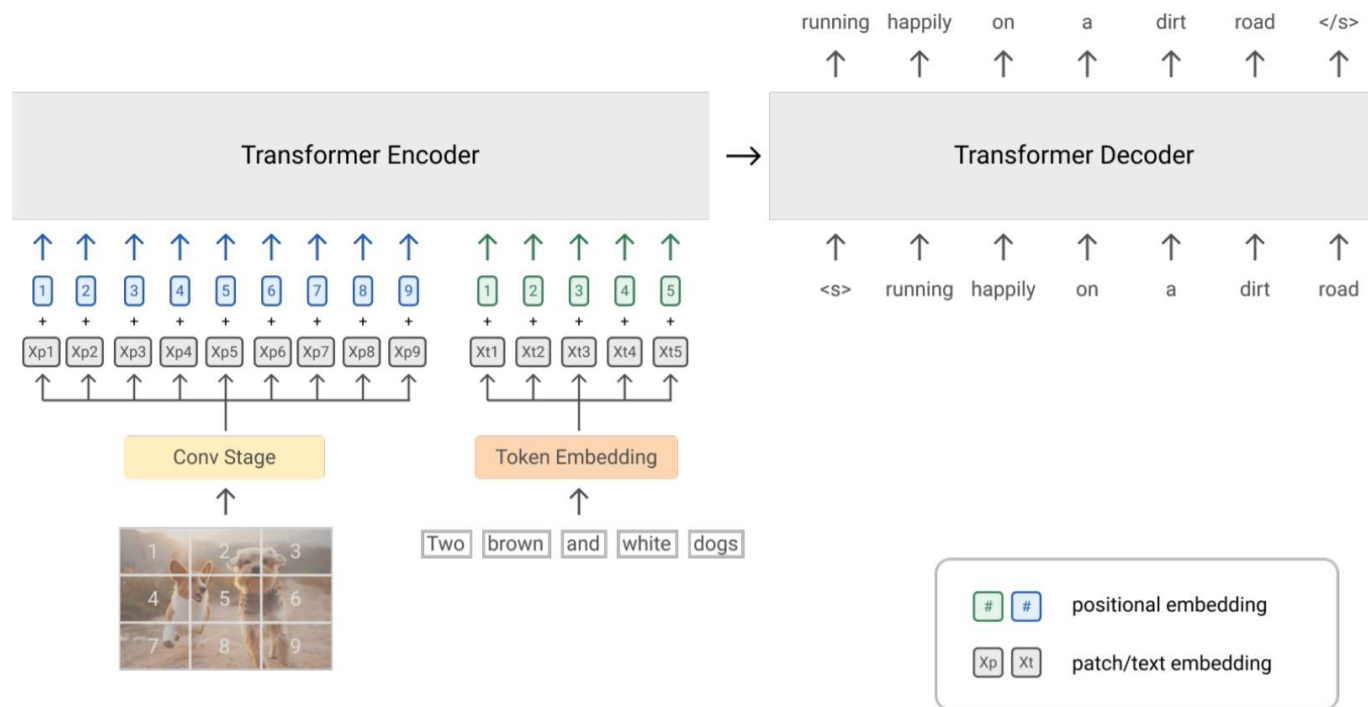 running happily on a dirt road </s>
Transformer Encoder
Transformer Decoder
1 2 3 4 5 6 7 8 9
1 2 3 4 5
<s> running happily on a dirt road
+ + + + + + + + +
+ + + + +
Xp1 Xp2 Xp3 Xp4 Xp5 Xp6 Xp7 Xp8 Xp9
Xt1 Xt2 Xt3 Xt4 Xt5
Conv Stage
Token Embedding
Two brown and white dogs
1 2 3
4 5 6
7 8 9
# # positional embedding
Xp Xt patch/text embedding